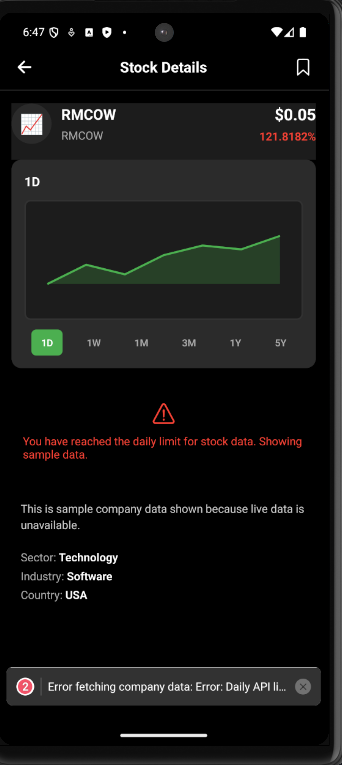 6:47
Stock Details
RMCOW
$0.05
RMCOW
121.8182%
1D
1D 1W 1M 3M 1Y 5Y
You have reached the daily limit for stock data. Showing
sample data.
This is sample company data shown because live data is
unavailable.
Sector: Technology
Industry: Software
Country: USA
2 Error fetching company data: Error: Daily API li...